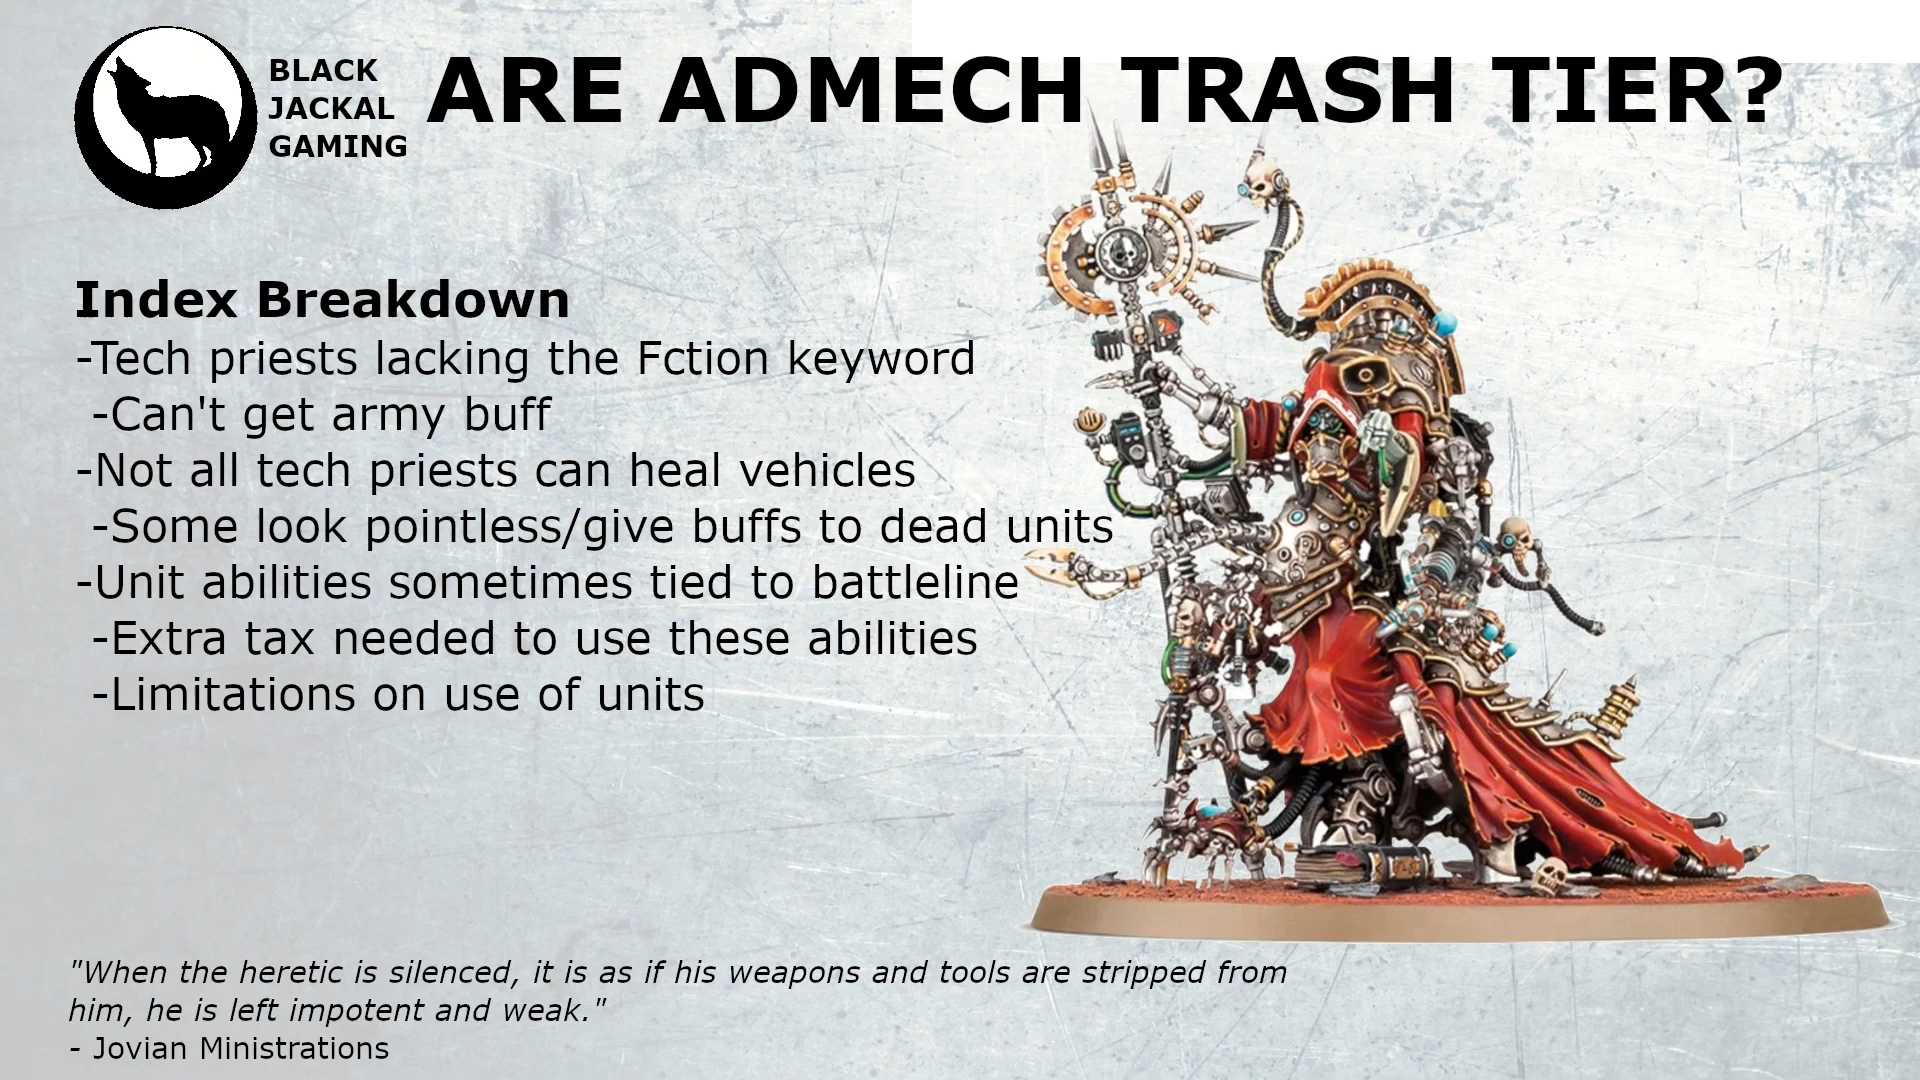 BLACK
JACKAL
GAMING
ARE ADMECH TRASH TIER?
Index Breakdown
-Tech priests lacking the Fction keyword
-Can't get army buff
-Not all tech priests can heal vehicles
-Some look pointless/give buffs to dead units
-Unit abilities sometimes tied to battleline
-Extra tax needed to use these abilities
-Limitations on use of units
"When the heretic is silenced, it is as if his weapons and tools are stripped from
him, he is left impotent and weak."
- Jovian Ministrations